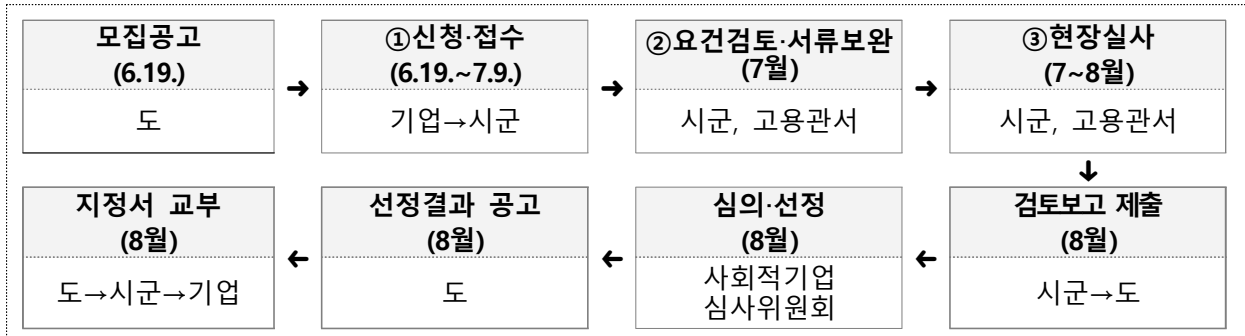 모집공고
(6.19.)
도
→
①신청·접수
(6.19.~7.9.)
기업→시군
→
②요건검토·서류보완
(7월)
시군, 고용관서
→
③현장실사
(7~8월)
시군, 고용관서
↓
검토보고 제출
(8월)
시군→도
←
심의·선정
(8월)
사회적기업
심사위원회
←
선정결과 공고
(8월)
도
←
지정서 교부
(8월)
도→시군→기업